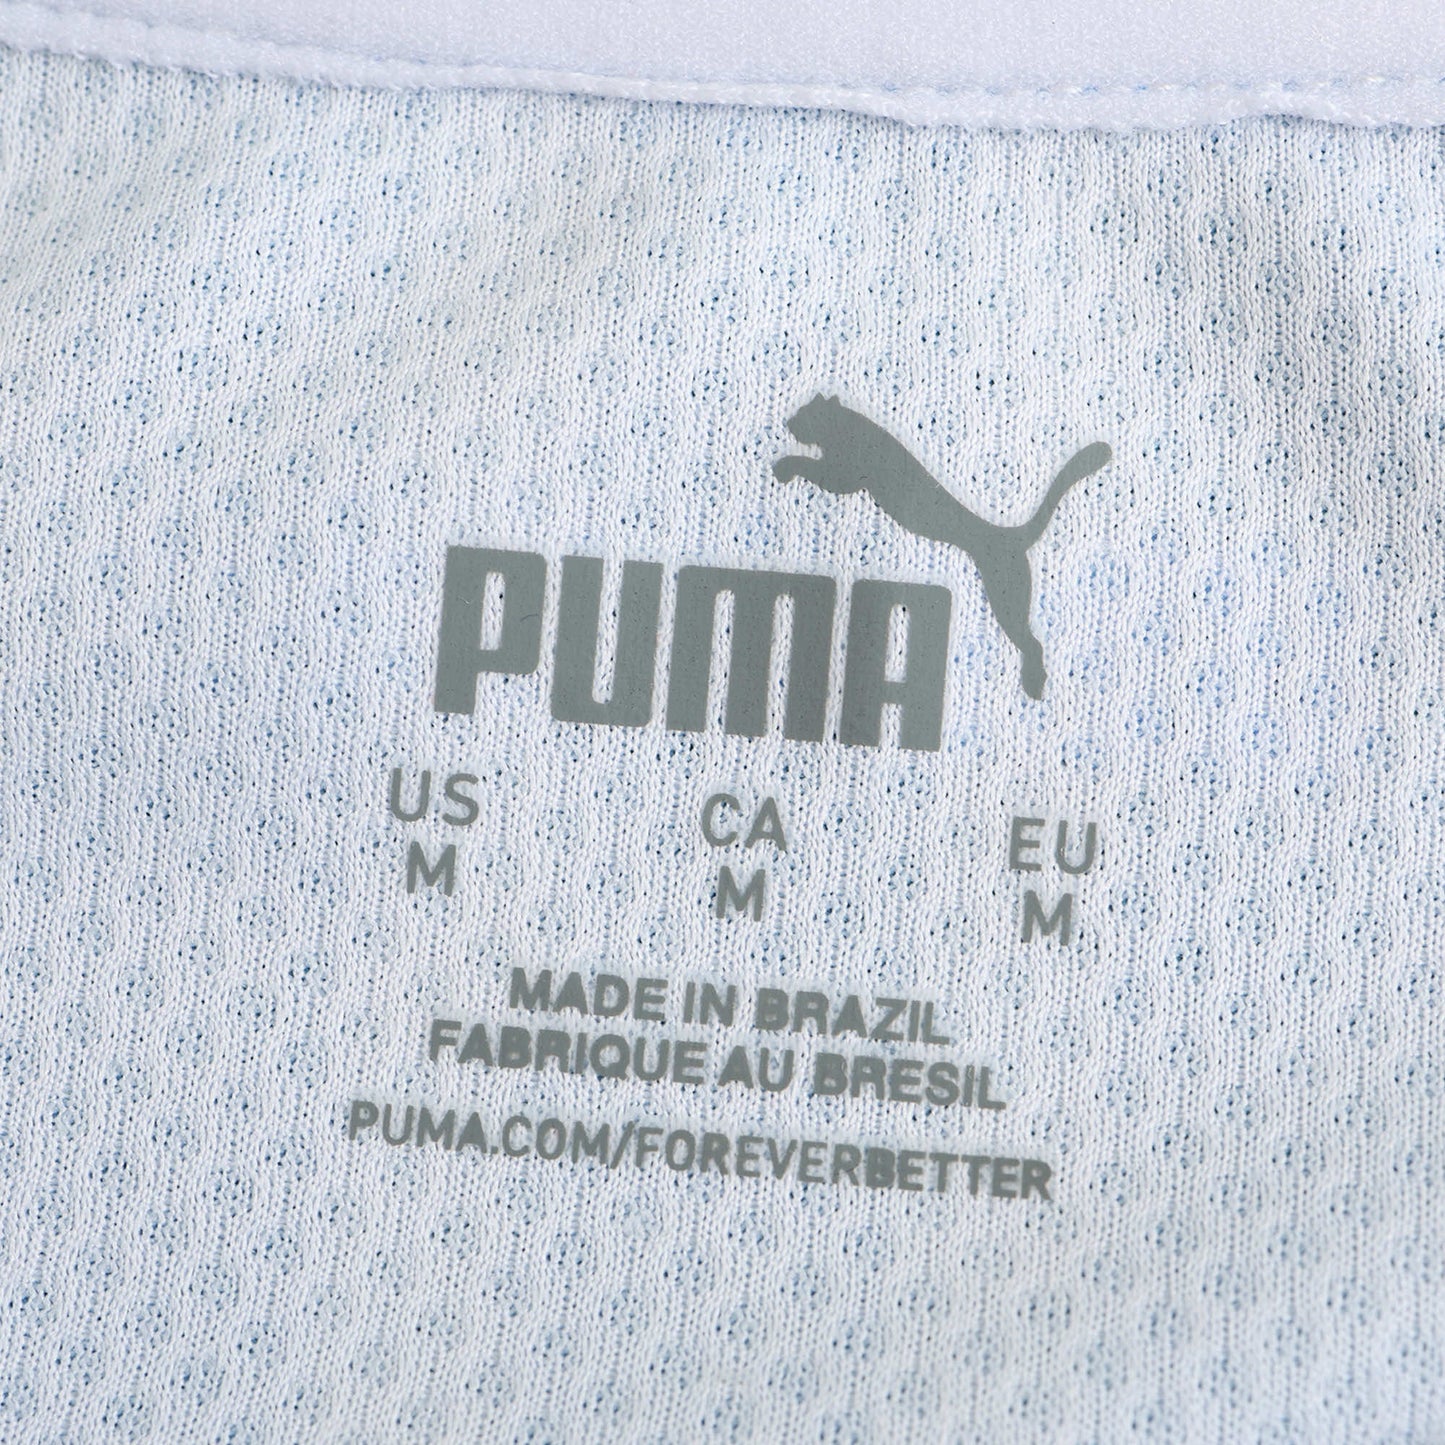 PUMA
US CA EU
M M M
MADE IN BRAZIL
FABRIQUE AU BRESIL
PUMA.COM/FOREVERBETTER